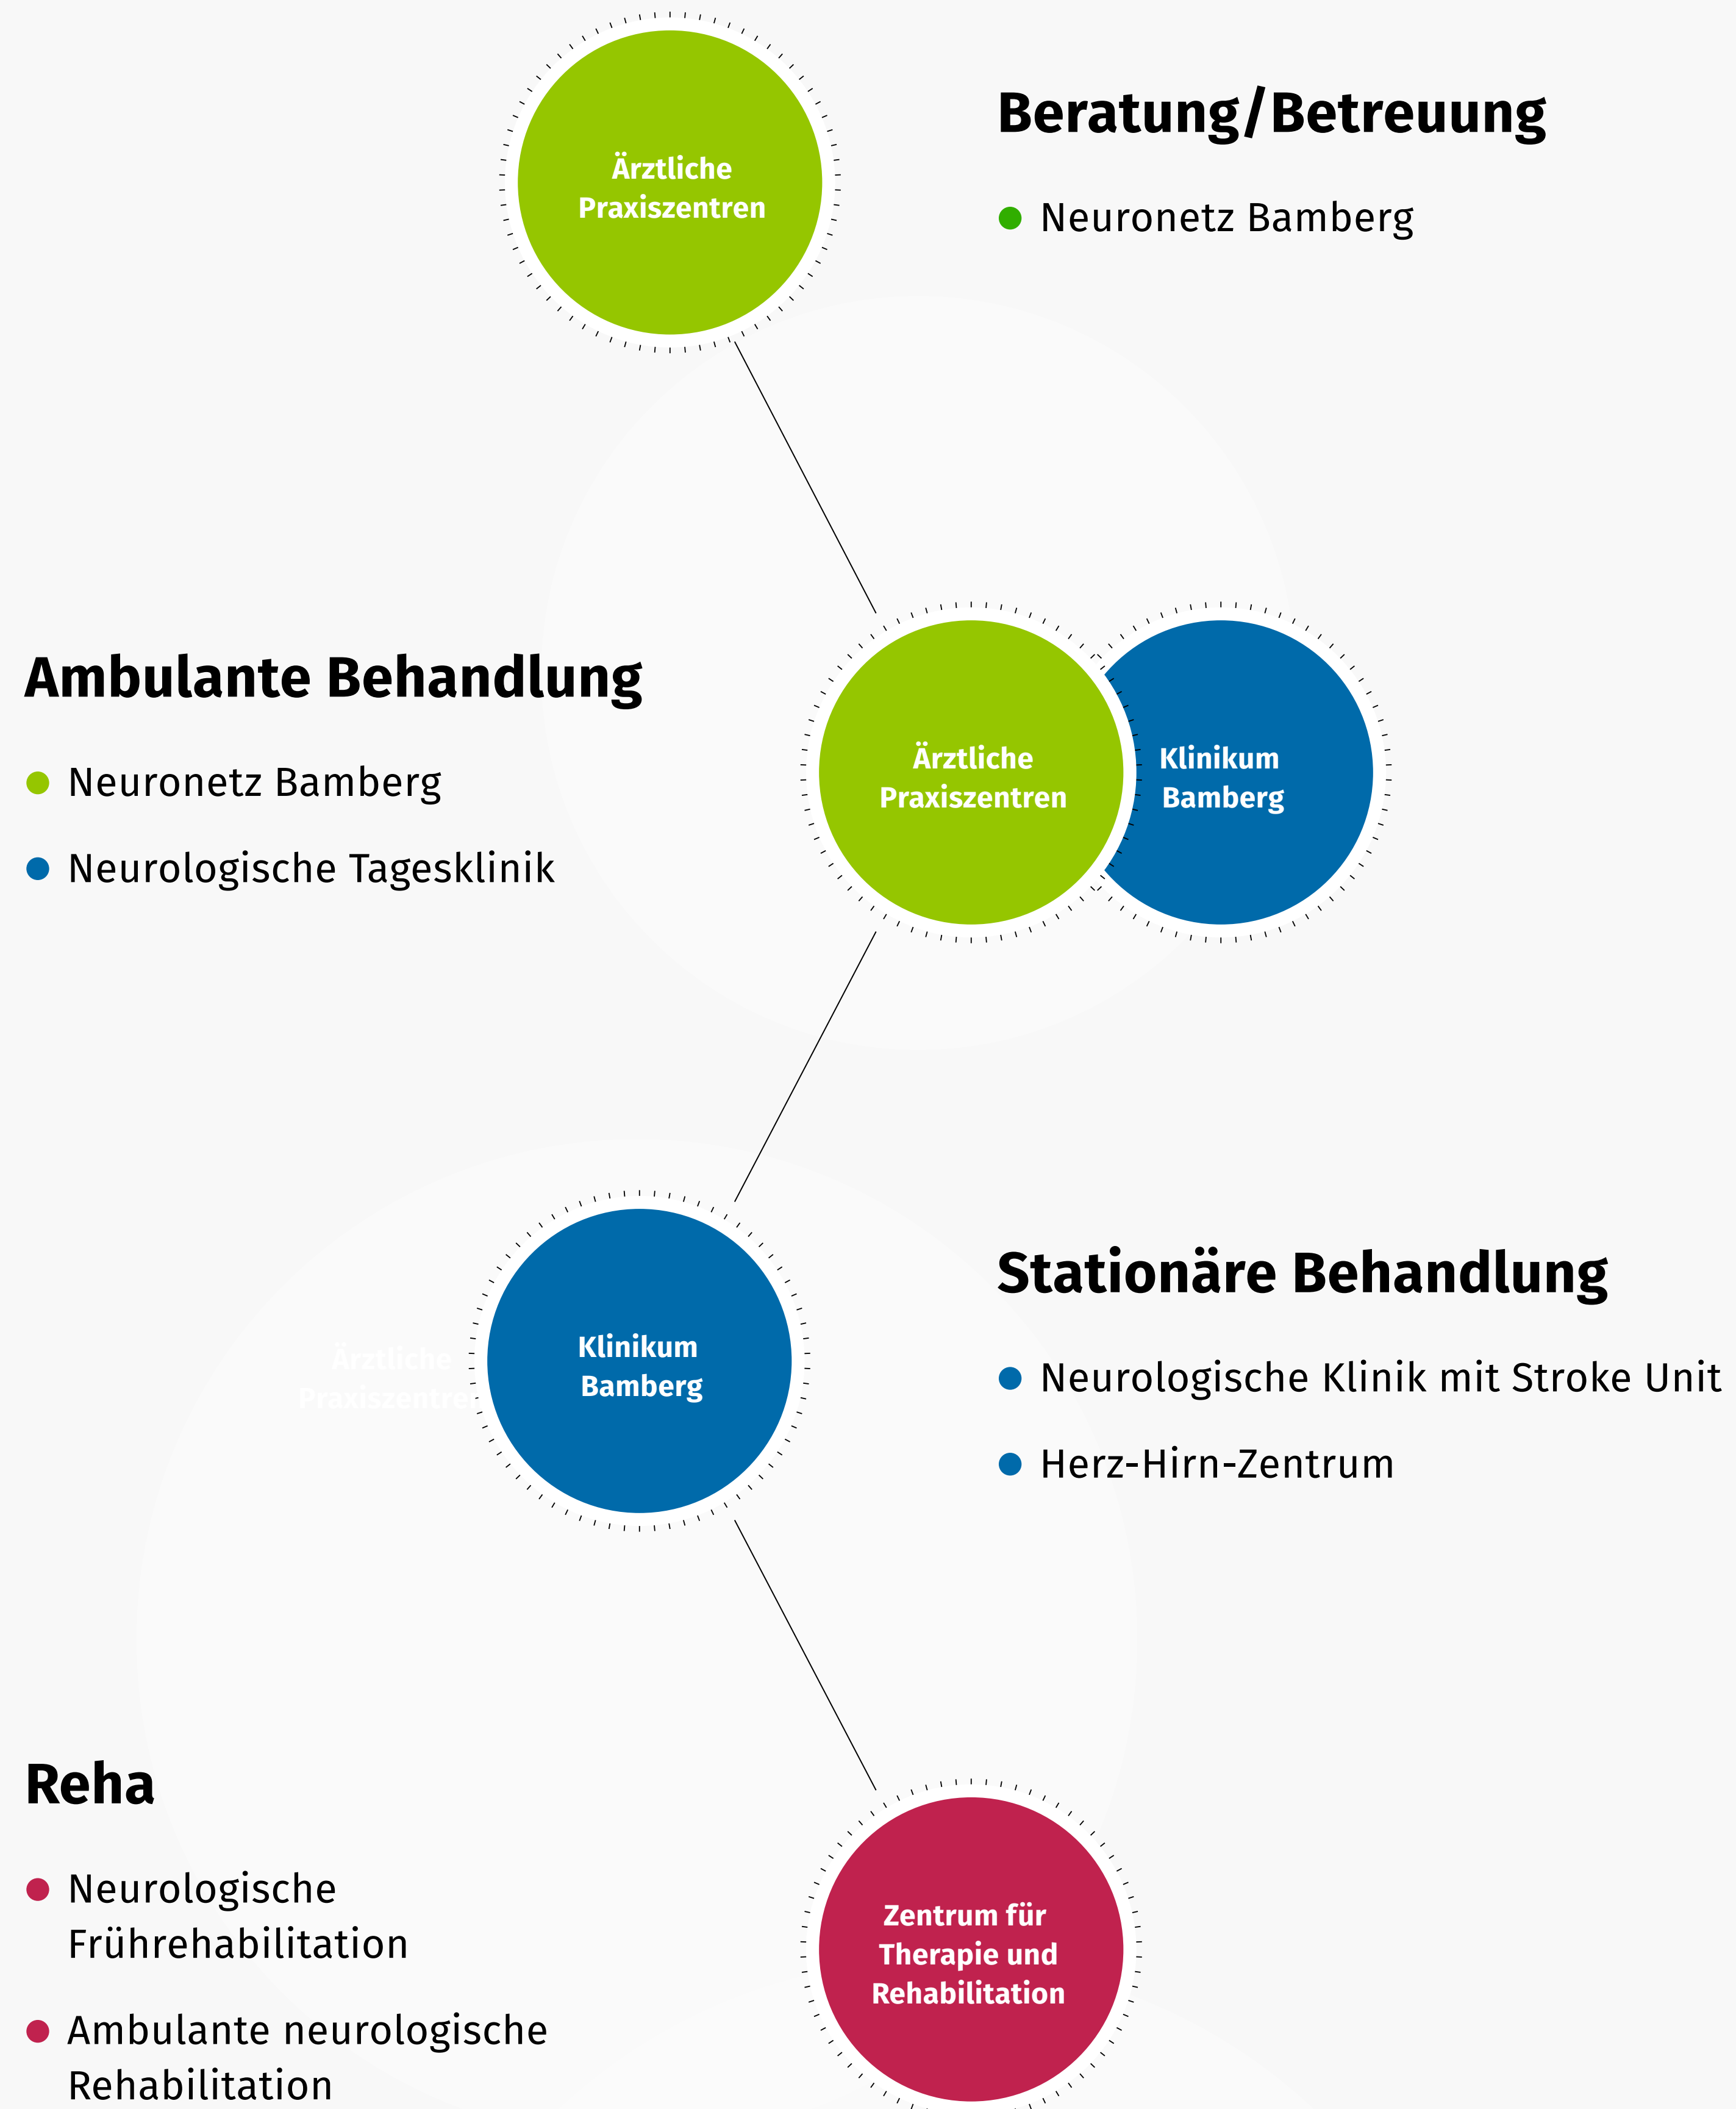 Ärztliche
Praxiszentren
Beratung/Betreuung
Neuronetz Bamberg
Ambulante Behandlung
Neuronetz Bamberg
Neurologische Tagesklinik
Ärztliche
Praxiszentren
Klinikum
Bamberg
Ärztliche
Praxiszentren
Klinikum
Bamberg
Stationäre Behandlung
Neurologische Klinik mit Stroke Unit
Herz-Hirn-Zentrum
Reha
Neurologische
Frührehabilitation
Ambulante neurologische
Rehabilitation
Zentrum für
Therapie und
Rehabilitation